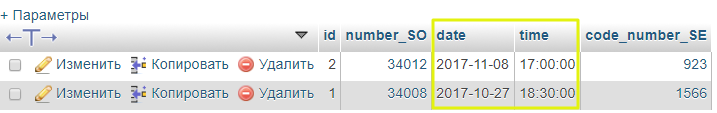 + Параметры
←T→ id number_SO date time code_number_SE
Изменить Копировать Удалить 2 34012 2017-11-08 17:00:00 923
Изменить Копировать Удалить 1 34008 2017-10-27 18:30:00 1566